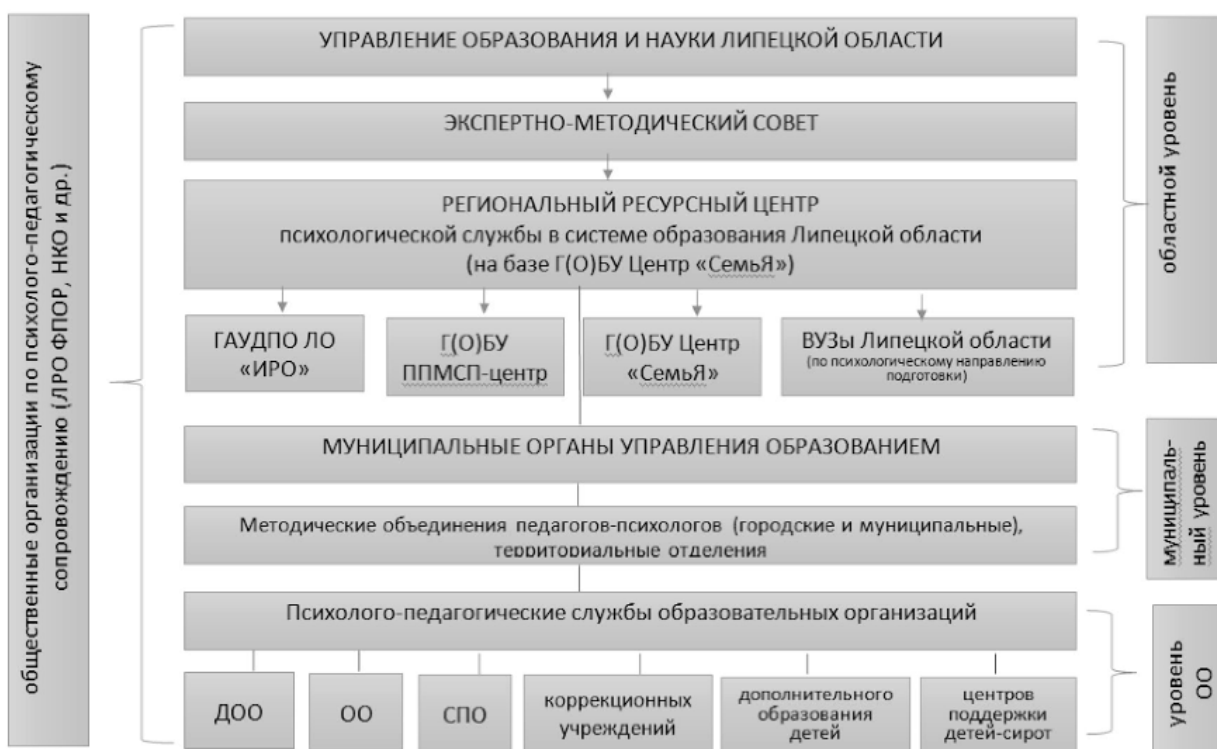 общественные организации по психолого-педагогическому
сопровождению (ЛРО ФПОР, НКО и др.)
УПРАВЛЕНИЕ ОБРАЗОВАНИЯ И НАУКИ ЛИПЕЦКОЙ ОБЛАСТИ
ЭКСПЕРТНО-МЕТОДИЧЕСКИЙ СОВЕТ
РЕГИОНАЛЬНЫЙ РЕСУРСНЫЙ ЦЕНТР
психологической службы в системе образования Липецкой области
(на базе Г(О)БУ Центр «СемьЯ»)
ГАУДПО ЛО
«ИРО»
Г(О)БУ
ППМСП-центр
Г(О)БУ Центр
«СемьЯ»
ВУЗы Липецкой области
(по психологическому направлению
подготовки)
областной уровень
МУНИЦИПАЛЬНЫЕ ОРГАНЫ УПРАВЛЕНИЯ ОБРАЗОВАНИЕМ
Методические объединения педагогов-психологов (городские и муниципальные),
территориальные отделения
муниципаль-
ный уровень
Психолого-педагогические службы образовательных организаций
ДОО
ОО
СПО
коррекционных
учреждений
дополнительного
образования
детей
центров
поддержки
детей-сирот
уровень
ОО